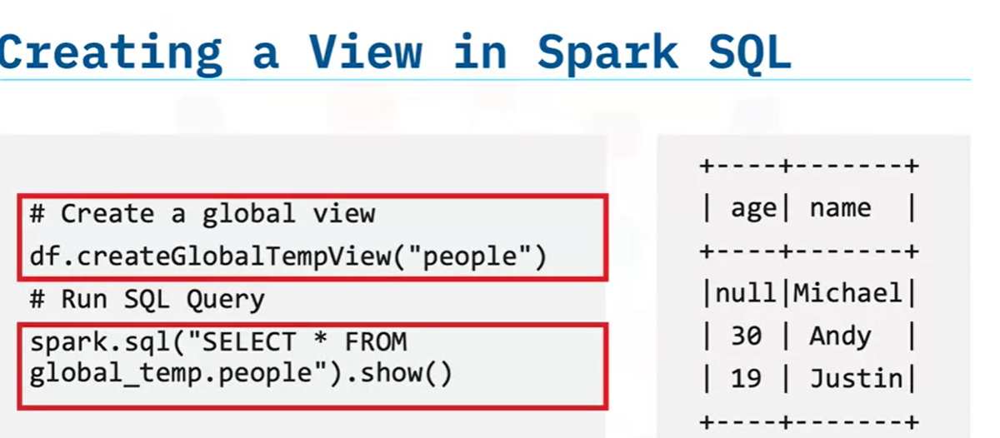 Creating a View in Spark SQL
# Create a global view
df.createGlobalTempView("people")
# Run SQL Query
spark.sql("SELECT * FROM
global_temp.people").show()
+----+-------+
| age| name  |
+----+-------+
|null|Michael|
| 30 | Andy  |
| 19 | Justin|
+----+-------+